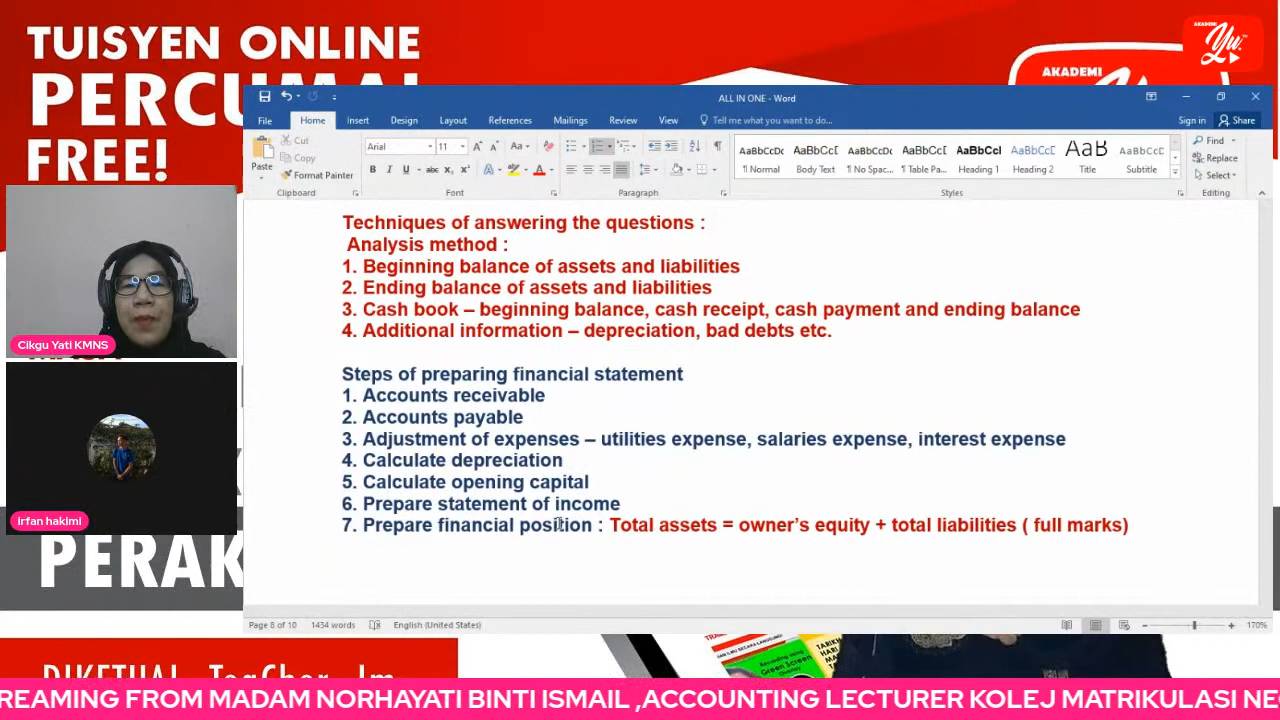 TUISYEN ONLINE
FREE!
AKADEMI
Yu.
AKADEMI
ALL IN ONE - Word
File
Home
Insert
Design
Layout
References
Mailings
Review
View
Tell me what you want to do...
Sign in
Share
Paste
Cut
Copy
Format Painter
Clipboard
Arial
11
Font
Paragraph
AaBbCcDc
¶ Normal
AaBbCcI
Body Text
AaBbCcDc
¶ No Spac...
AaBbCcI
¶ Table Pa...
AaBbCcI
Heading 1
AaBbCcI
Heading 2
AaB
Title
AaBbCcI
Subtitle
Styles
Find
Replace
Select
Editing
Techniques of answering the questions :
Analysis method :
1. Beginning balance of assets and liabilities
2. Ending balance of assets and liabilities
3. Cash book – beginning balance, cash receipt, cash payment and ending balance
4. Additional information – depreciation, bad debts etc.
Steps of preparing financial statement
1. Accounts receivable
2. Accounts payable
3. Adjustment of expenses – utilities expense, salaries expense, interest expense
4. Calculate depreciation
5. Calculate opening capital
6. Prepare statement of income
7. Prepare financial position : Total assets = owner’s equity + total liabilities ( full marks)
Page 8 of 10
1434 words
English (United States)
170%
Cikgu Yati KMNS
irfan hakimi
PERAK
Recording using
Green Screen
REAMING FROM MADAM NORHAYATI BINTI ISMAIL ,ACCOUNTING LECTURER KOLEJ MATRIKULASI NE